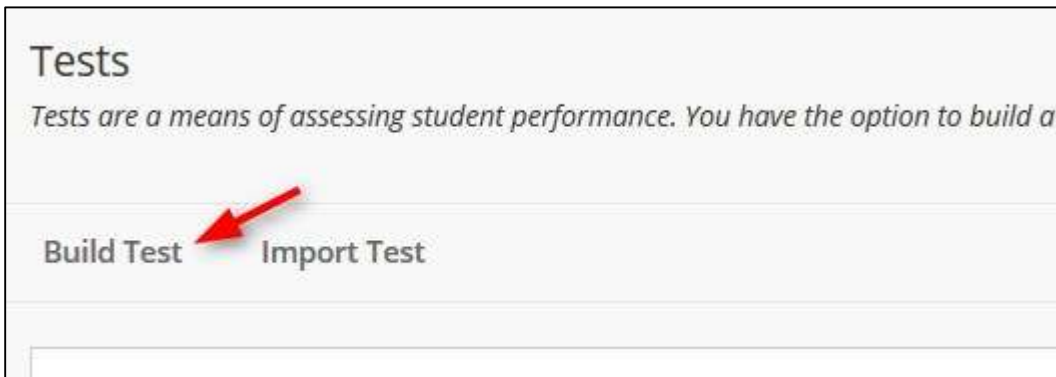 Tests
Tests are a means of assessing student performance. You have the option to build a
Build Test Import Test